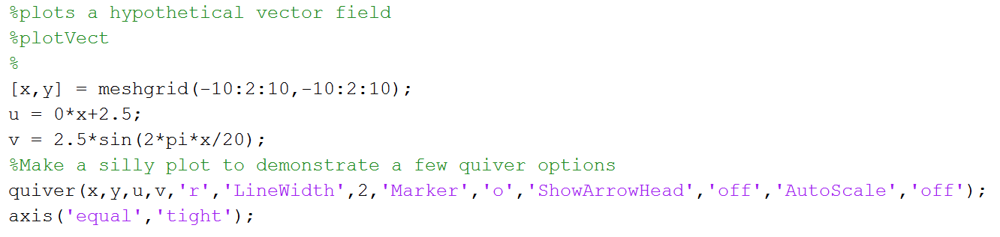 %plots a hypothetical vector field
%plotVect
%
[x,y] = meshgrid(-10:2:10,-10:2:10);
u = 0*x+2.5;
v = 2.5*sin(2*pi*x/20);
%Make a silly plot to demonstrate a few quiver options
quiver(x,y,u,v,'r','LineWidth',2,'Marker','o','ShowArrowHead','off','AutoScale','off');
axis('equal','tight');